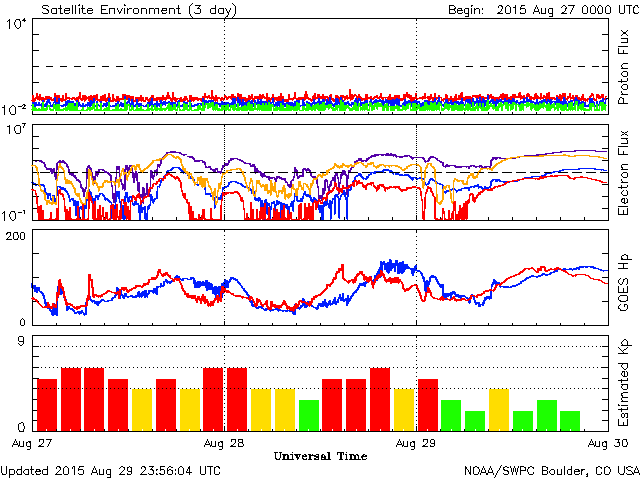 Satellite Environment (3 day) Begin: 2015 Aug 27 0000 UTC
10⁴
10⁻²
Proton Flux
10⁷
10⁻¹
Electron Flux
200
0
GOES Hp
9
0
Estimated Kp
Aug 27 Aug 28 Aug 29 Aug 30
Universal Time
Updated 2015 Aug 29 23:56:04 UTC NOAA/SWPC Boulder, CO USA